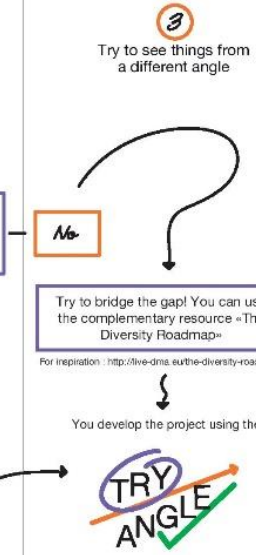 3
Try to see things from
a different angle
No
Try to bridge the gap! You can us
the complementary resource «Th
Diversity Roadmap»
For inspiration : http://live-dma.eu/the-diversity-roa
You develop the project using the
TRY
ANGLE